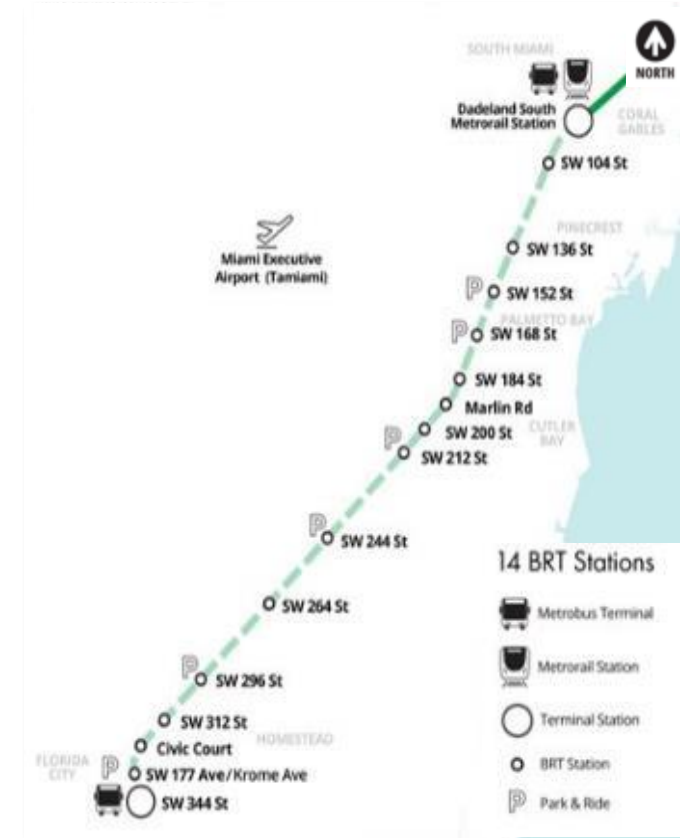 SOUTH MIAMI
NORTH
Dadeland South
Metrorail Station
CORAL
GABLES
SW 104 St
PINECREST
SW 136 St
Miami Executive
Airport (Tamiami)
P
SW 152 St
PALMETTO BAY
P
SW 168 St
SW 184 St
Marlin Rd
CUTLER
BAY
SW 200 St
P
SW 212 St
P
SW 244 St
SW 264 St
P
SW 296 St
SW 312 St
HOMESTEAD
Civic Court
FLORIDA
CITY
P
SW 177 Ave/Krome Ave
SW 344 St
14 BRT Stations
Metrobus Terminal
Metrorail Station
Terminal Station
BRT Station
P
Park & Ride